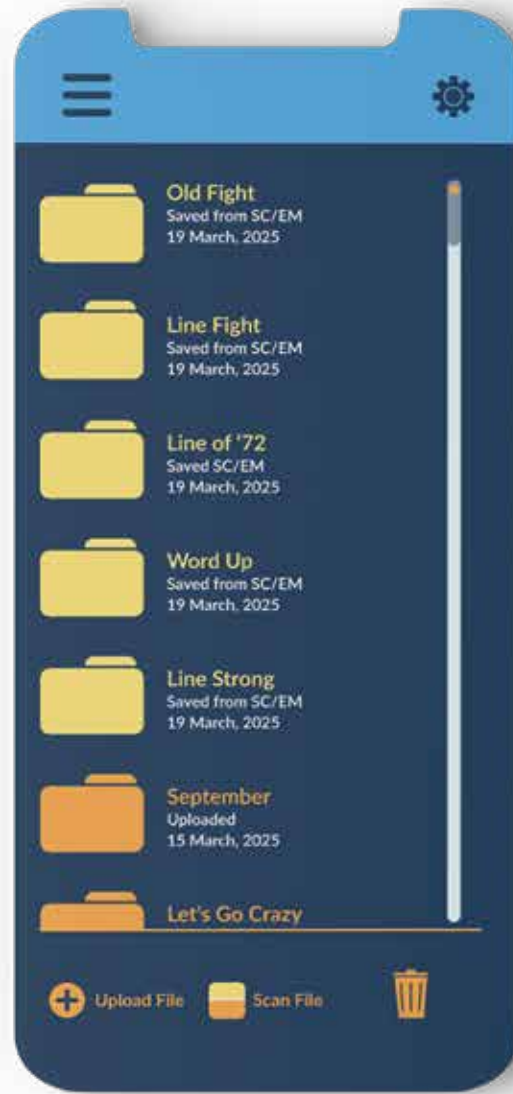 Old Fight
Saved from SC/EM
19 March, 2025
Line Fight
Saved from SC/EM
19 March, 2025
Line of '72
Saved SC/EM
19 March, 2025
Word Up
Saved from SC/EM
19 March, 2025
Line Strong
Saved from SC/EM
19 March, 2025
September
Uploaded
15 March, 2025
Let's Go Crazy
Upload File
Scan File